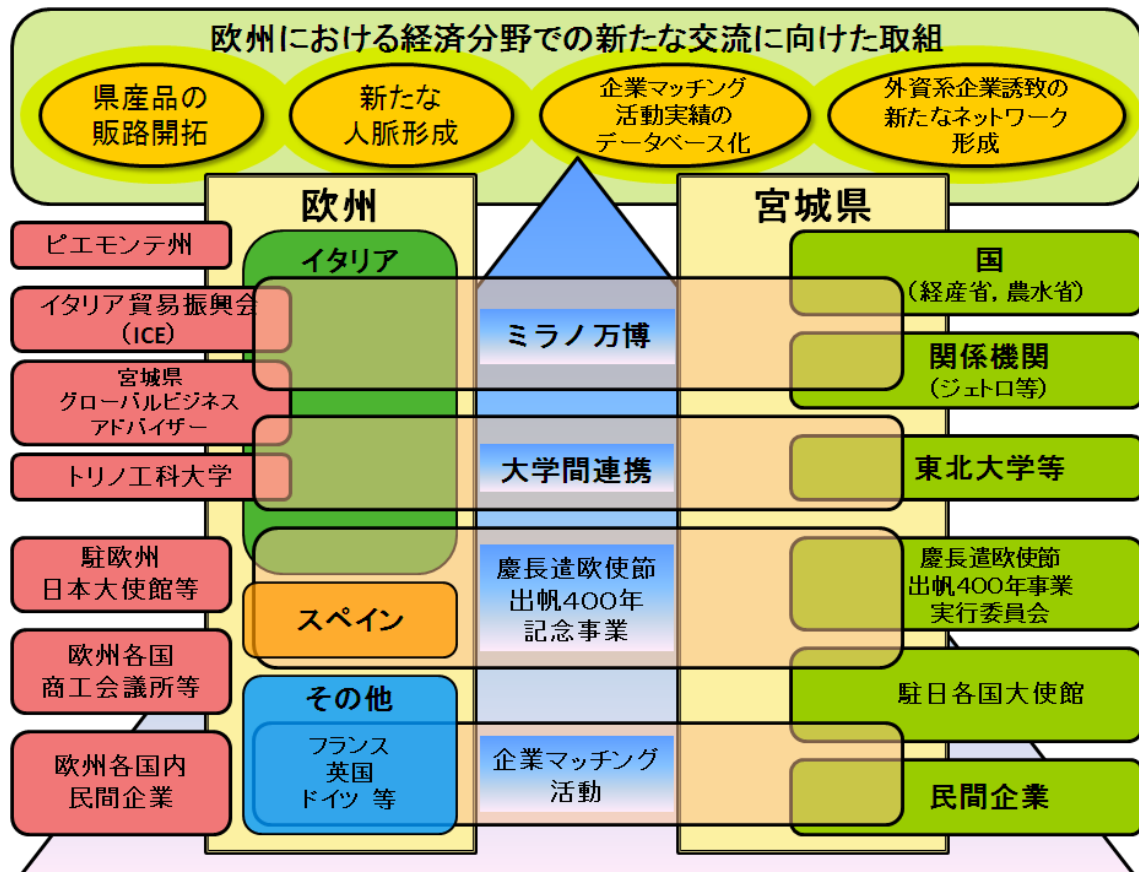 欧州における経済分野での新たな交流に向けた取組
県産品の
販路開拓
新たな
人脈形成
企業マッチング
活動実績の
データベース化
外資系企業誘致の
新たなネットワーク
形成
欧州
宮城県
ピエモンテ州
イタリア貿易振興会
（ICE）
宮城県
グローバルビジネス
アドバイザー
トリノ工科大学
駐欧州
日本大使館等
欧州各国
商工会議所等
欧州各国内
民間企業
イタリア
スペイン
その他
フランス
英国
ドイツ 等
ミラノ万博
大学間連携
慶長遣欧使節
出帆４００年
記念事業
企業マッチング
活動
国
（経産省，農水省）
関係機関
（ジェトロ等）
東北大学等
慶長遣欧使節
出帆４００年事業
実行委員会
駐日各国大使館
民間企業